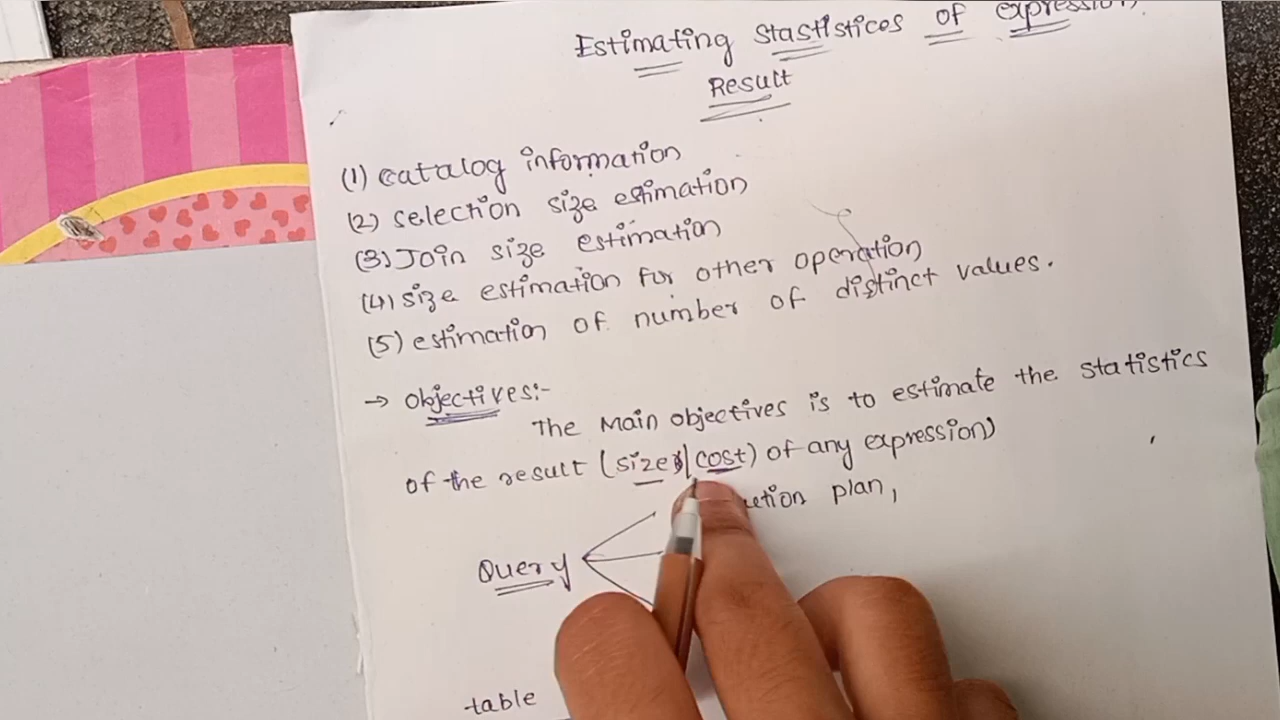 Estimating Stastistices of expression
Result
(1) catalog information
(2) selection size estimation
(3) Join size estimation
(4) size estimation for other operation
(5) estimation of number of distinct values.
→ objectives:-
The Main objectives is to estimate the statistics
of the result (size | cost) of any expression)
plan,
Query
table